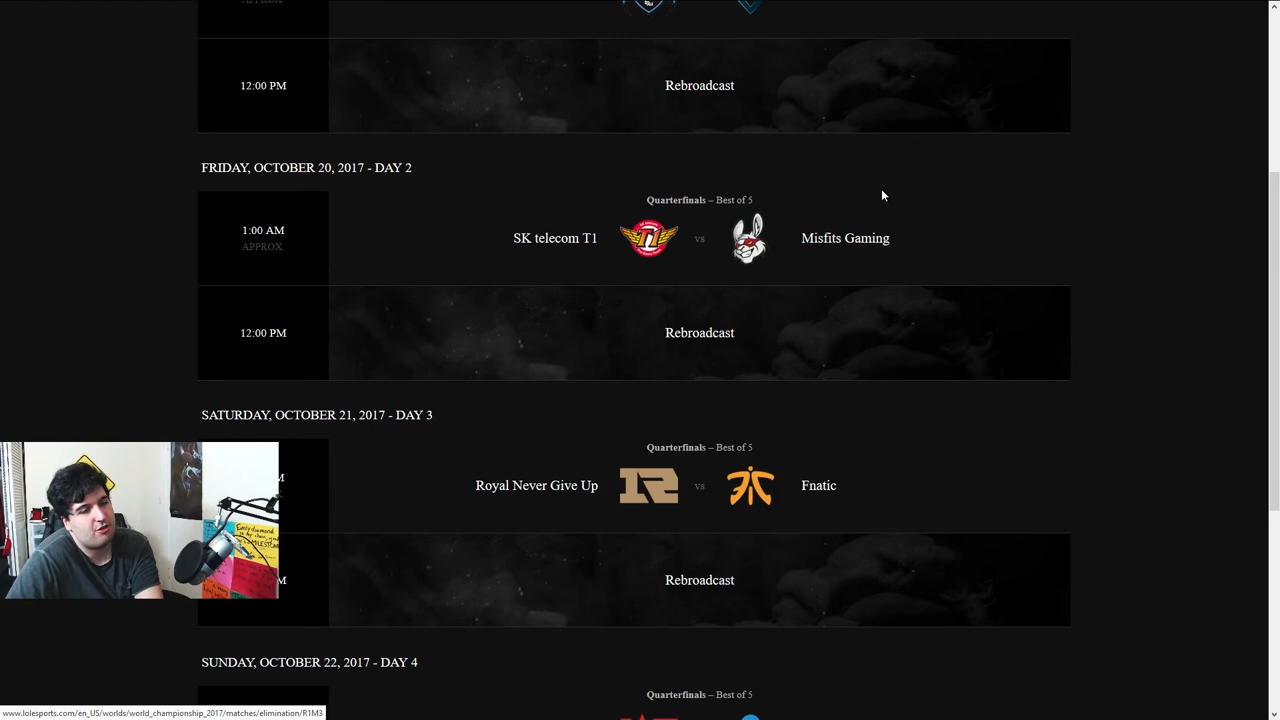 APPROX.
12:00 PM
Rebroadcast
FRIDAY, OCTOBER 20, 2017 - DAY 2
Quarterfinals – Best of 5
1:00 AM
APPROX.
SK telecom T1
T1
vs
Misfits Gaming
12:00 PM
Rebroadcast
SATURDAY, OCTOBER 21, 2017 - DAY 3
Quarterfinals – Best of 5
M
Royal Never Give Up
vs
Fnatic
M
Rebroadcast
SUNDAY, OCTOBER 22, 2017 - DAY 4
Quarterfinals – Best of 5
www.lolesports.com/en_US/worlds/world_championship_2017/matches/elimination/R1M3